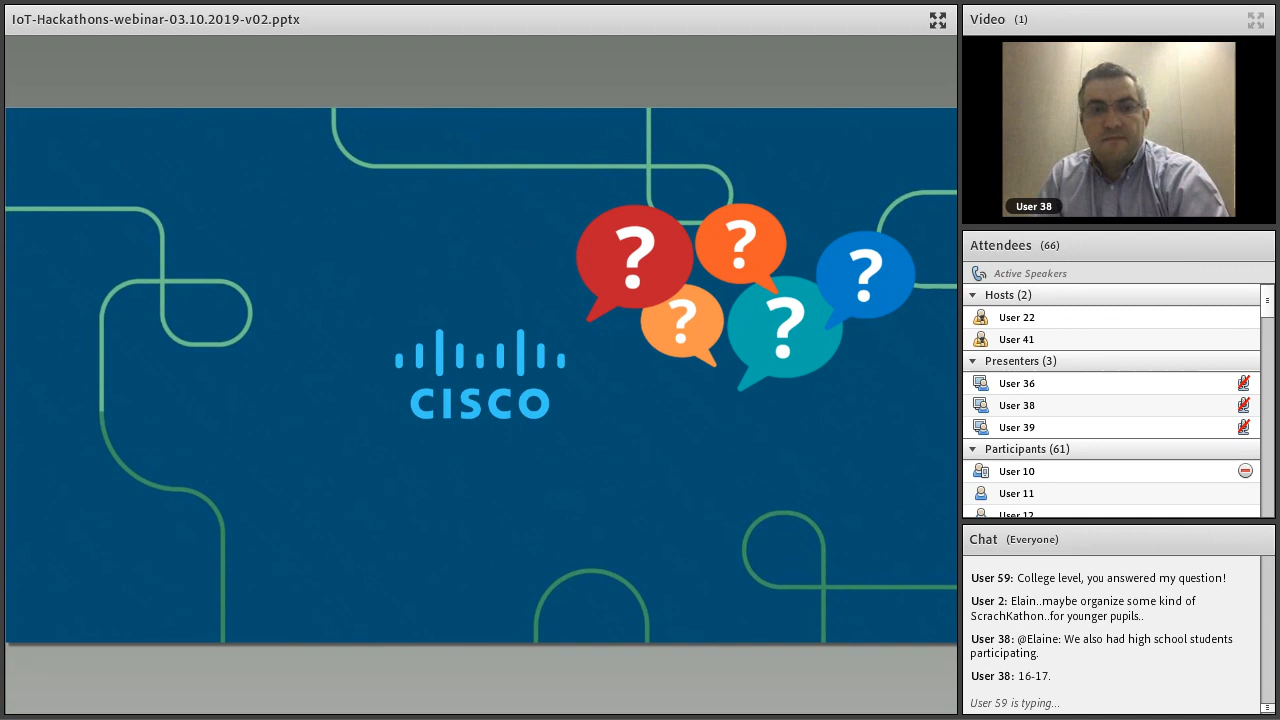 IoT-Hackathons-webinar-03.10.2019-v02.pptx
? ? ? ? ?
CISCO
Video (1)
User 38
Attendees (66)
Active Speakers
Hosts (2)
User 22
User 41
Presenters (3)
User 36
User 38
User 39
Participants (61)
User 10
User 11
User 12
Chat (Everyone)
User 59: College level, you answered my question!
User 2: Elain..maybe organize some kind of
ScrachKathon..for younger pupils..
User 38: @Elaine: We also had high school students
participating.
User 38: 16-17.
User 59 is typing...